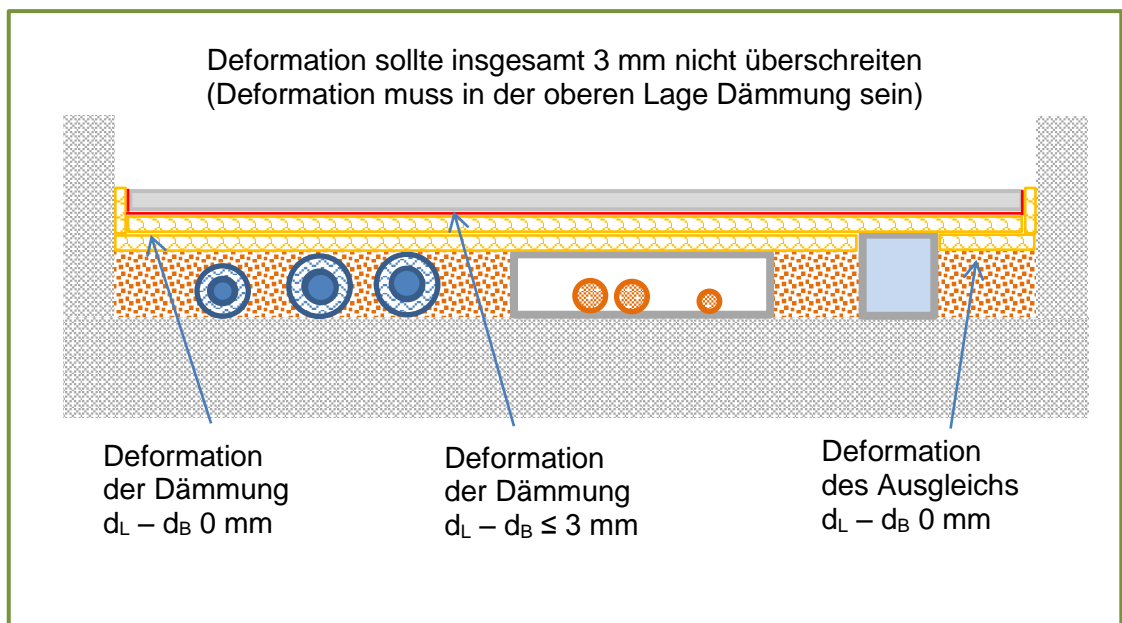 Deformation sollte insgesamt 3 mm nicht überschreiten
(Deformation muss in der oberen Lage Dämmung sein)
Deformation
der Dämmung
dL – dB 0 mm
Deformation
der Dämmung
dL – dB ≤ 3 mm
Deformation
des Ausgleichs
dL – dB 0 mm